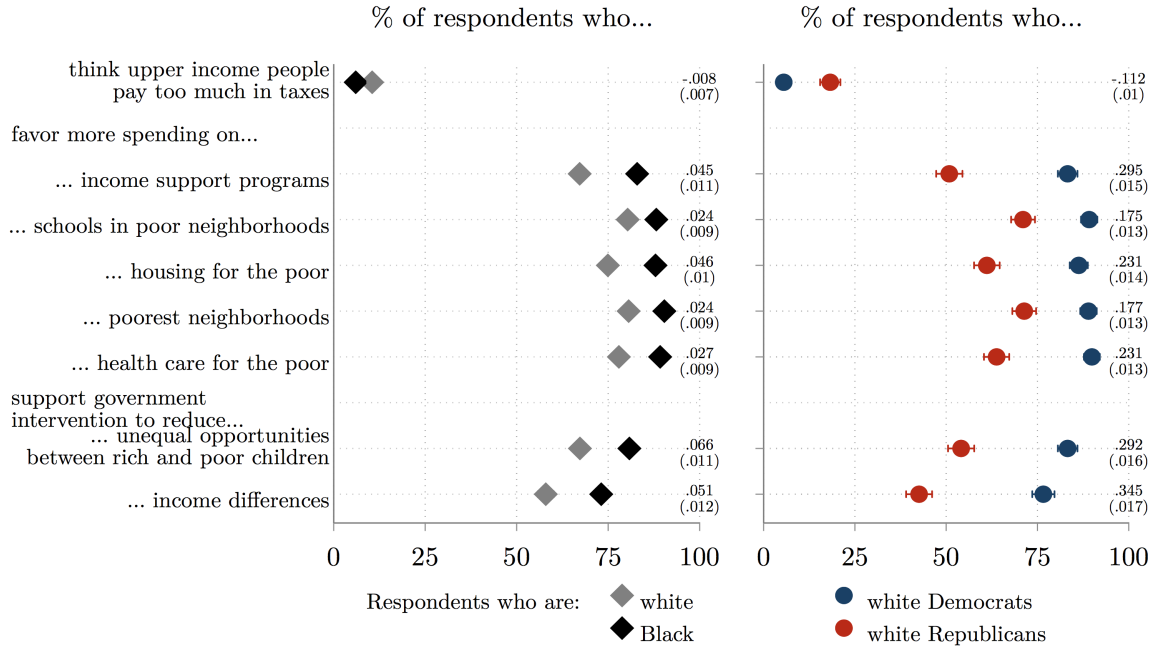 % of respondents who...
% of respondents who...
think upper income people
pay too much in taxes
-.008
(.007)
-.112
(.01)
favor more spending on...
... income support programs
.045
(.011)
.295
(.015)
... schools in poor neighborhoods
.024
(.009)
.175
(.013)
... housing for the poor
.046
(.01)
.231
(.014)
... poorest neighborhoods
.024
(.009)
.177
(.013)
... health care for the poor
.027
(.009)
.231
(.013)
support government
intervention to reduce...
... unequal opportunities
between rich and poor children
.066
(.011)
.292
(.016)
... income differences
.051
(.012)
.345
(.017)
0 25 50 75 100
0 25 50 75 100
Respondents who are:
white
Black
white Democrats
white Republicans